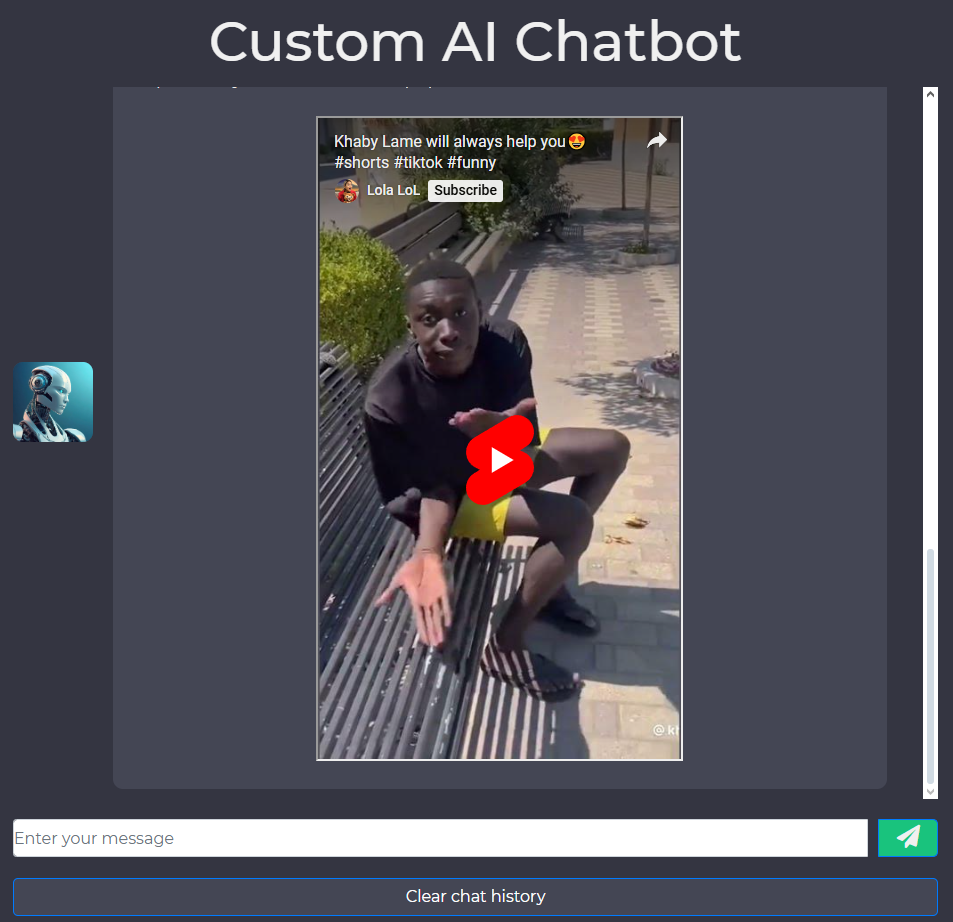 Custom AI Chatbot
Khaby Lame will always help you😍
#shorts #tiktok #funny
Lola LoL Subscribe
Enter your message
Clear chat history